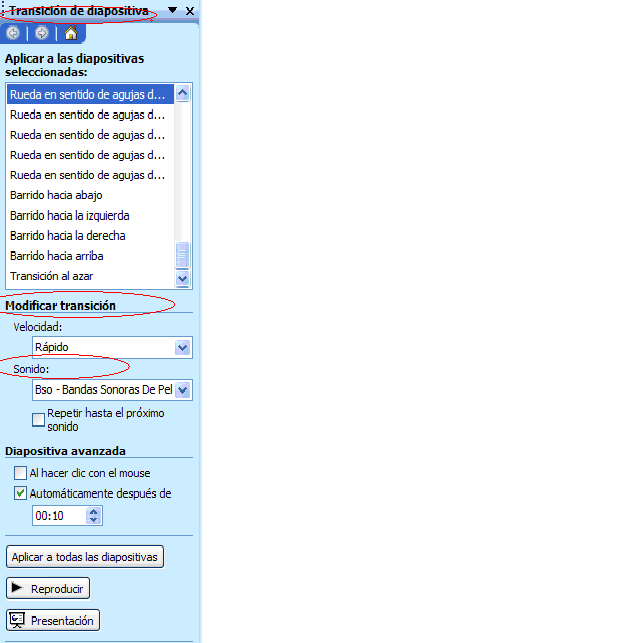 Transición de diapositiva
Aplicar a las diapositivas
seleccionadas:
Rueda en sentido de agujas d...
Rueda en sentido de agujas d...
Rueda en sentido de agujas d...
Rueda en sentido de agujas d...
Rueda en sentido de agujas d...
Barrido hacia abajo
Barrido hacia la izquierda
Barrido hacia la derecha
Barrido hacia arriba
Transición al azar
Modificar transición
Velocidad:
Rápido
Sonido:
Bso - Bandas Sonoras De Pel
Repetir hasta el próximo
sonido
Diapositiva avanzada
Al hacer clic con el mouse
Automáticamente después de
00:10
Aplicar a todas las diapositivas
Reproducir
Presentación